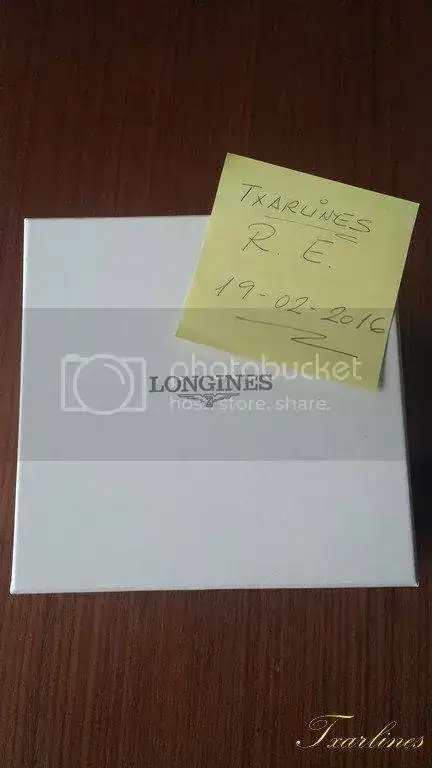 TXARLINES
R. E.
19-02-2016
photobucket
LONGINES
host. store. share.
Txarlines